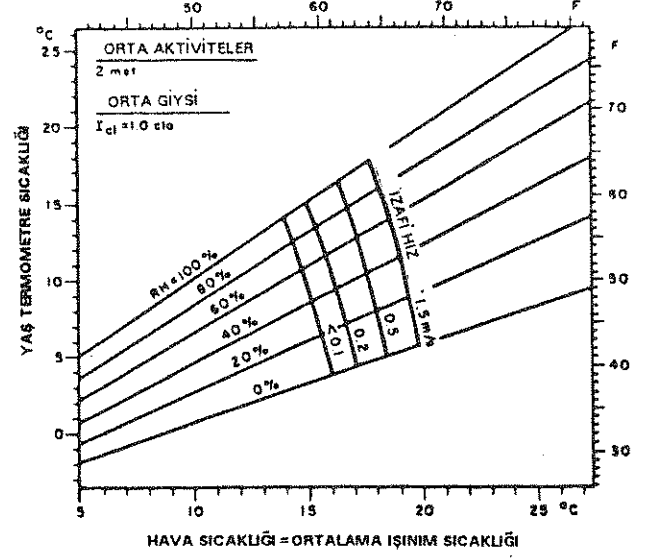 50 60 70 F
°C
25
20
15
10
5
0
ORTA AKTİVİTELER
2 met
ORTA GİYSİ
I cl =1.0 clo
YAŞ TERMOMETRE SICAKLIĞI
RH=100%
80%
60%
40%
20%
0%
<0.1
0.2
0.5
1.5 m/s
İZAFİ HIZ
F
70
60
50
40
30
5 10 15 20 25 °C
HAVA SICAKLIĞI = ORTALAMA IŞINIM SICAKLIĞI